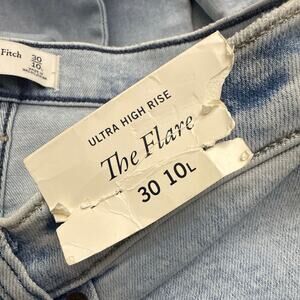 Fitch
30
10
ULTRA HIGH RISE
The Flare
30 10L